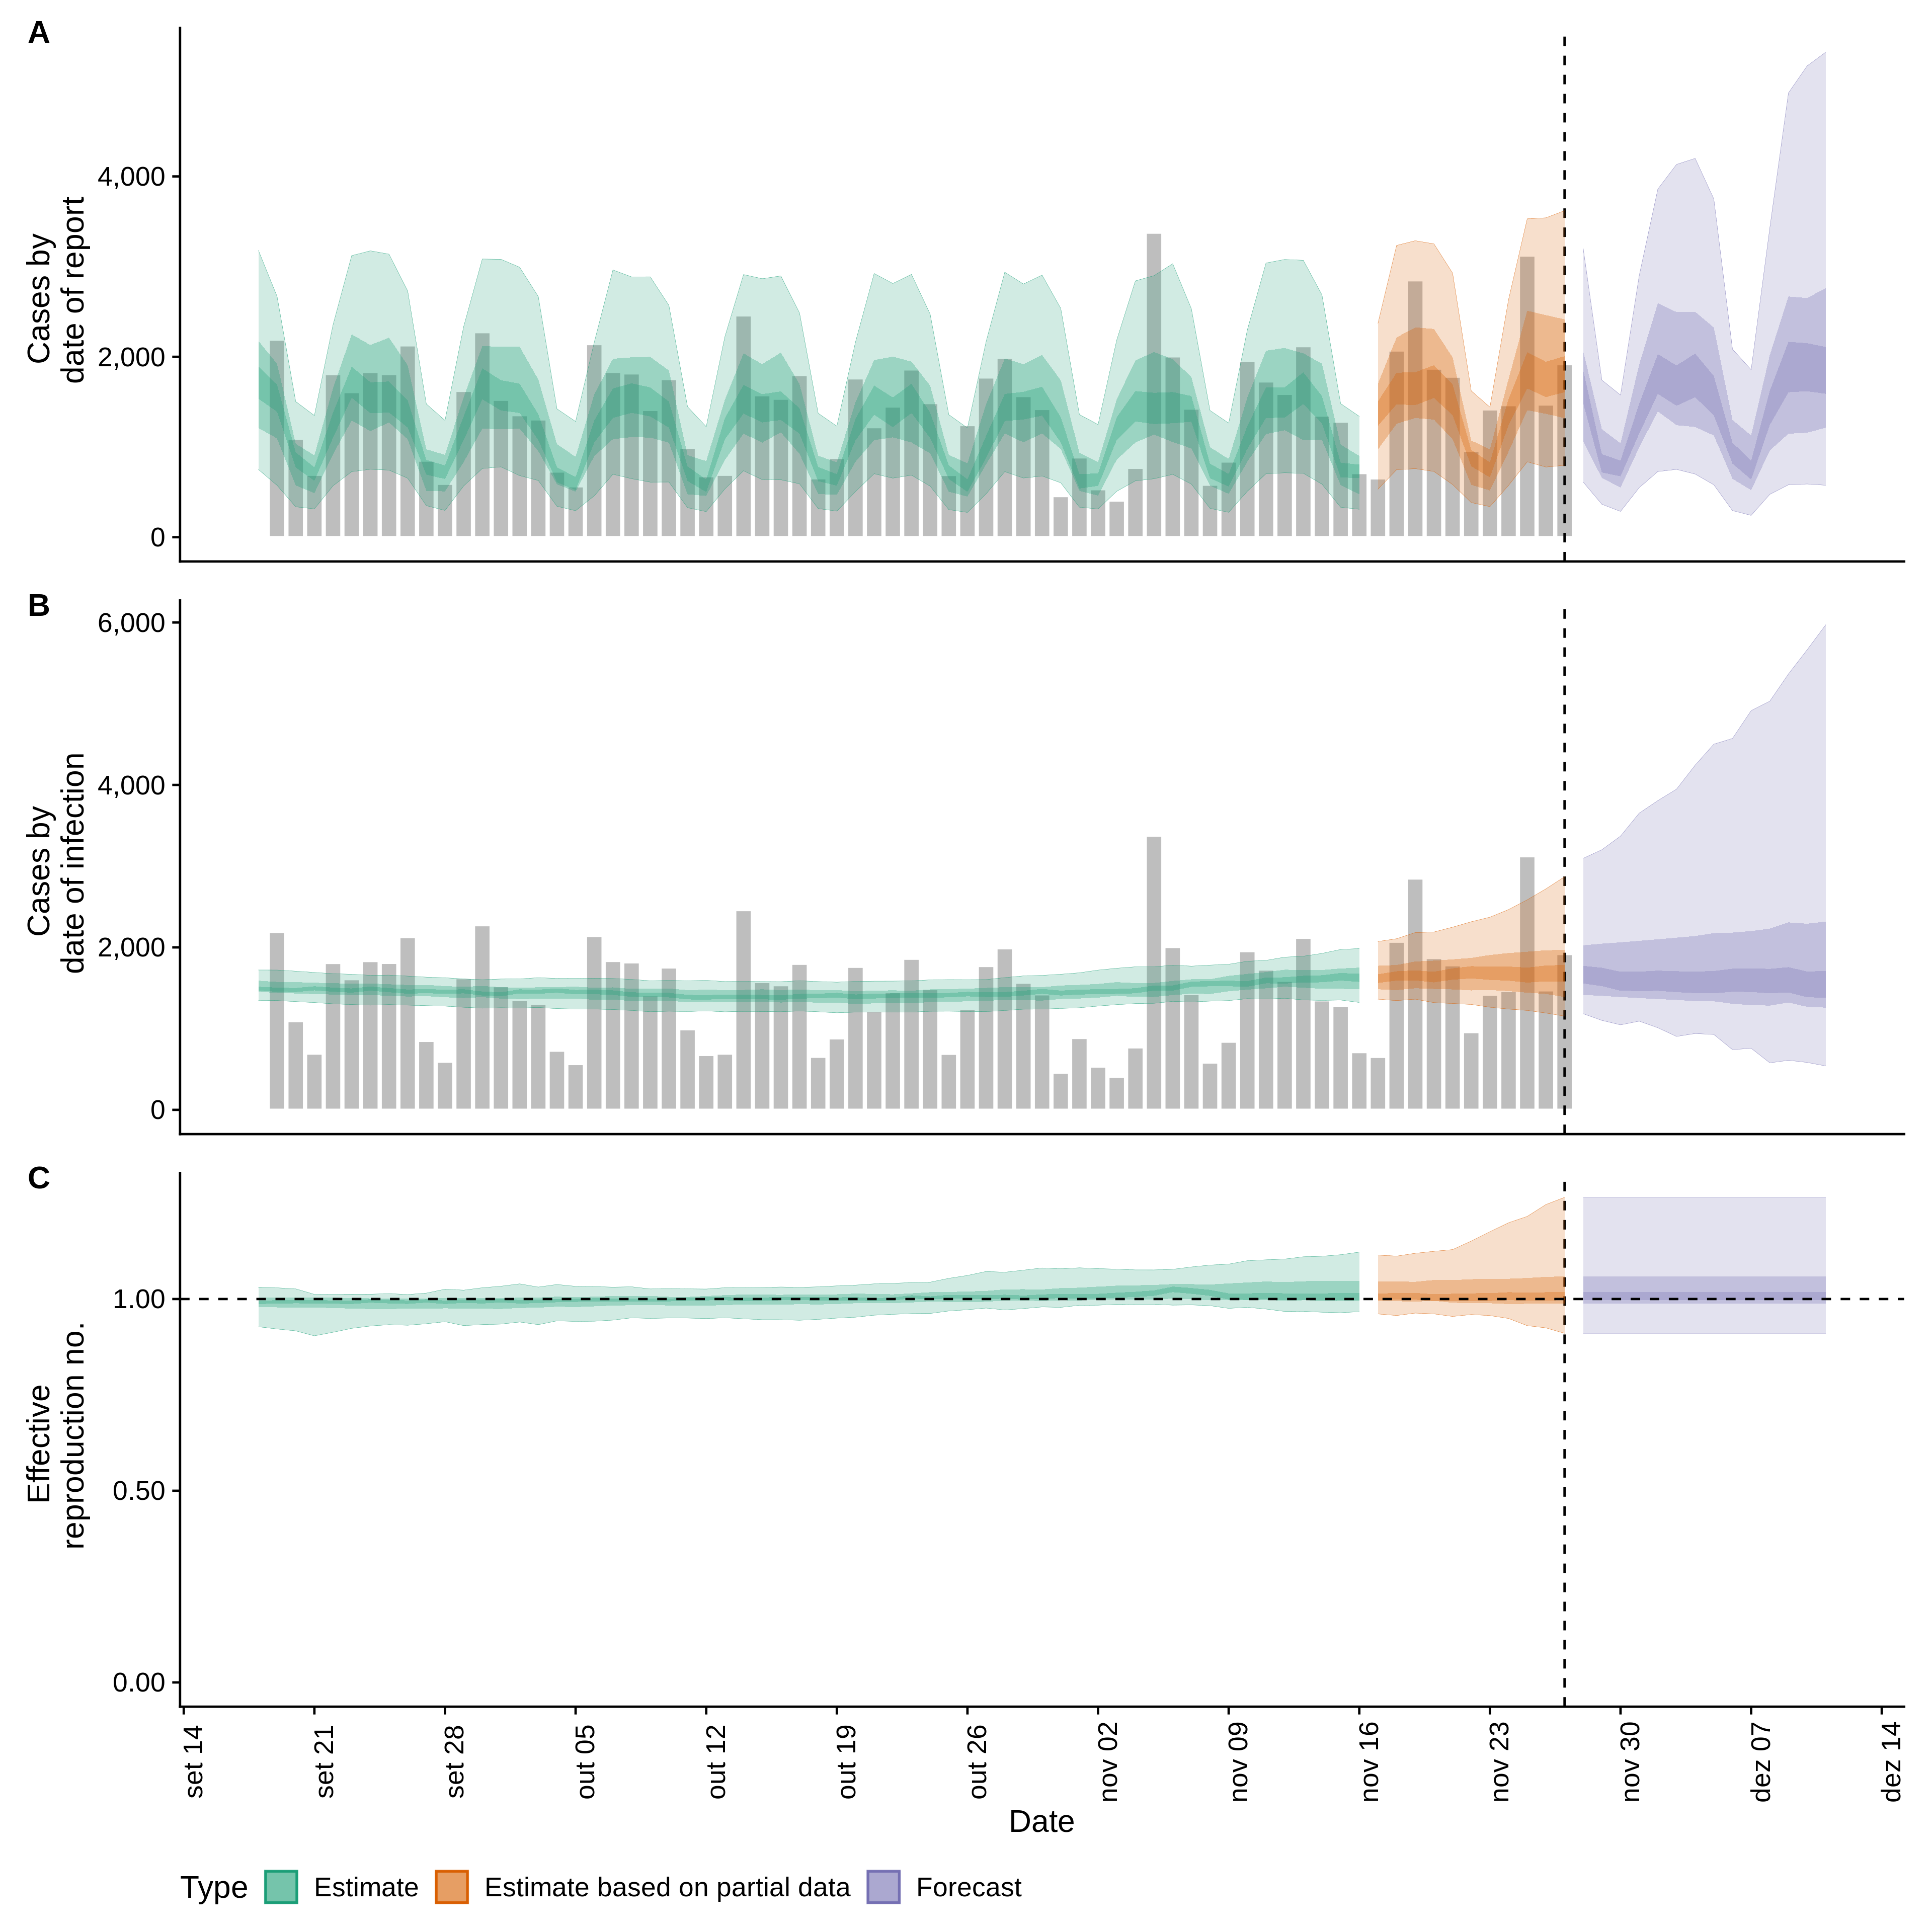 A
Cases by
date of report
4,000
2,000
0
B
Cases by
date of infection
6,000
4,000
2,000
0
C
Effective
reproduction no.
1.00
0.50
0.00
set 14
set 21
set 28
out 05
out 12
out 19
out 26
nov 02
nov 09
nov 16
nov 23
nov 30
dez 07
dez 14
Date
Type
Estimate
Estimate based on partial data
Forecast